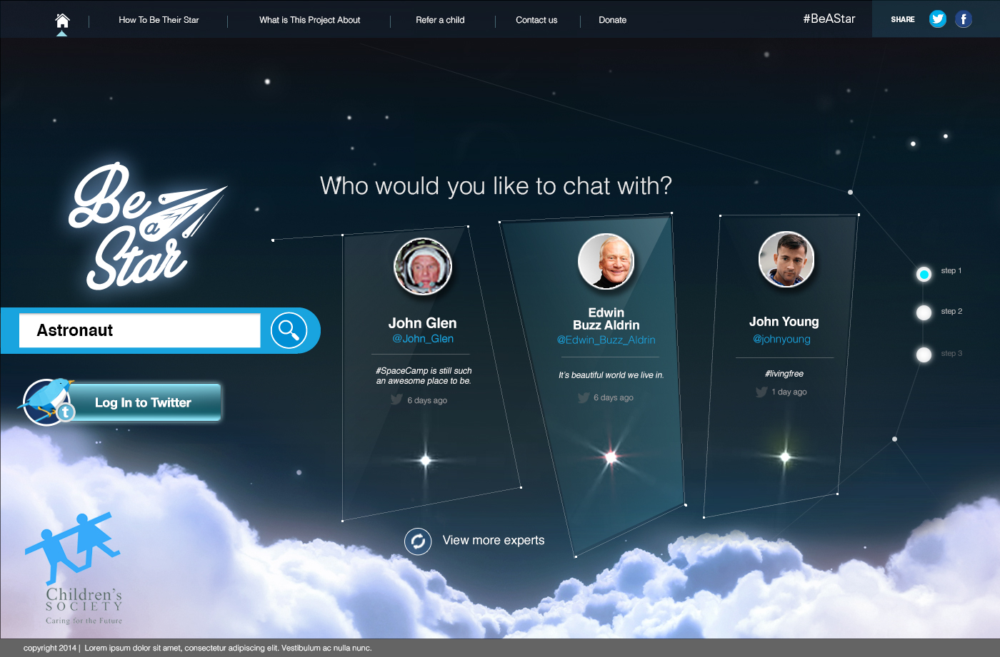 How To Be Their Star
What is This Project About
Refer a child
Contact us
Donate
#BeAStar
SHARE
Be
a
Star
Who would you like to chat with?
Astronaut
Log In to Twitter
t
John Glen
@John_Glen
#SpaceCamp is still such
an awesome place to be.
6 days ago
Edwin
Buzz Aldrin
@Edwin_Buzz_Aldrin
It's beautiful world we live in.
6 days ago
John Young
@johnyoung
#livingfree
1 day ago
step 1
step 2
step 3
View more experts
Children's
SOCIETY
Caring for the Future
copyright 2014 | Lorem ipsum dolor sit amet, consectetur adipiscing elit. Vestibulum ac nulla nunc.